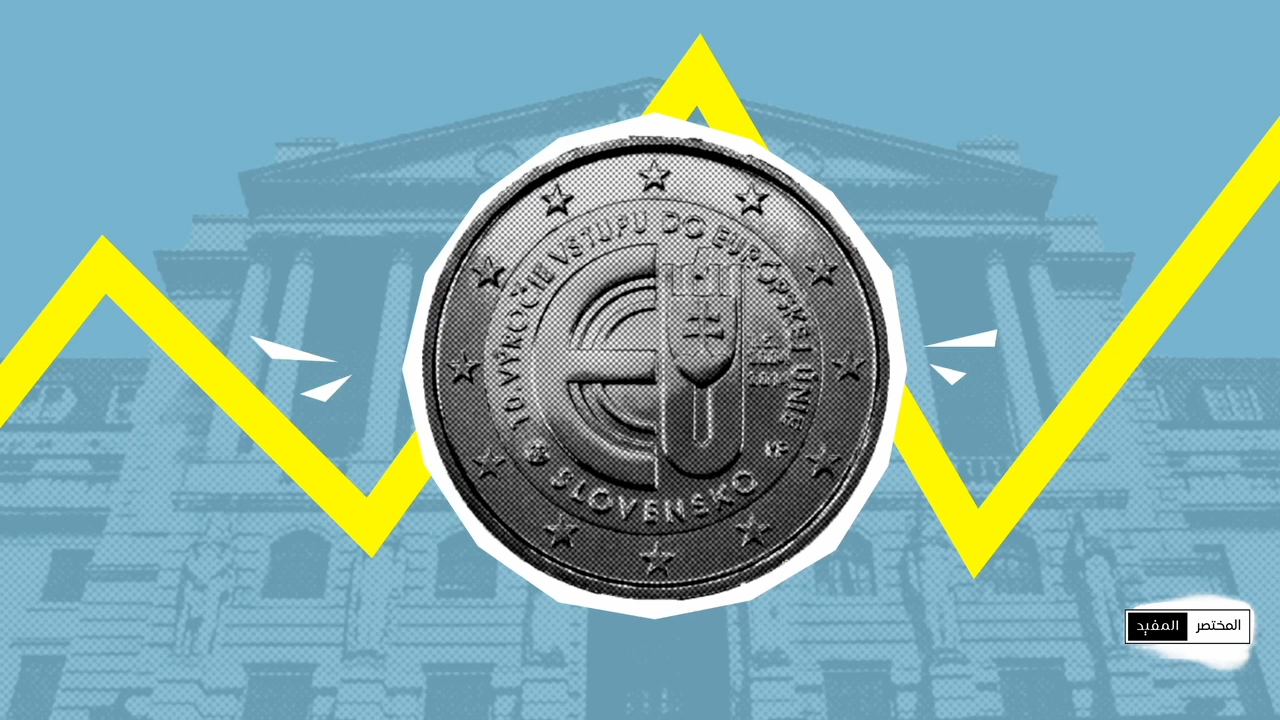 10. VÝROČIE VSTUPU DO EURÓPSKEJ ÚNIE
SLOVENSKO
المختصر المفيد